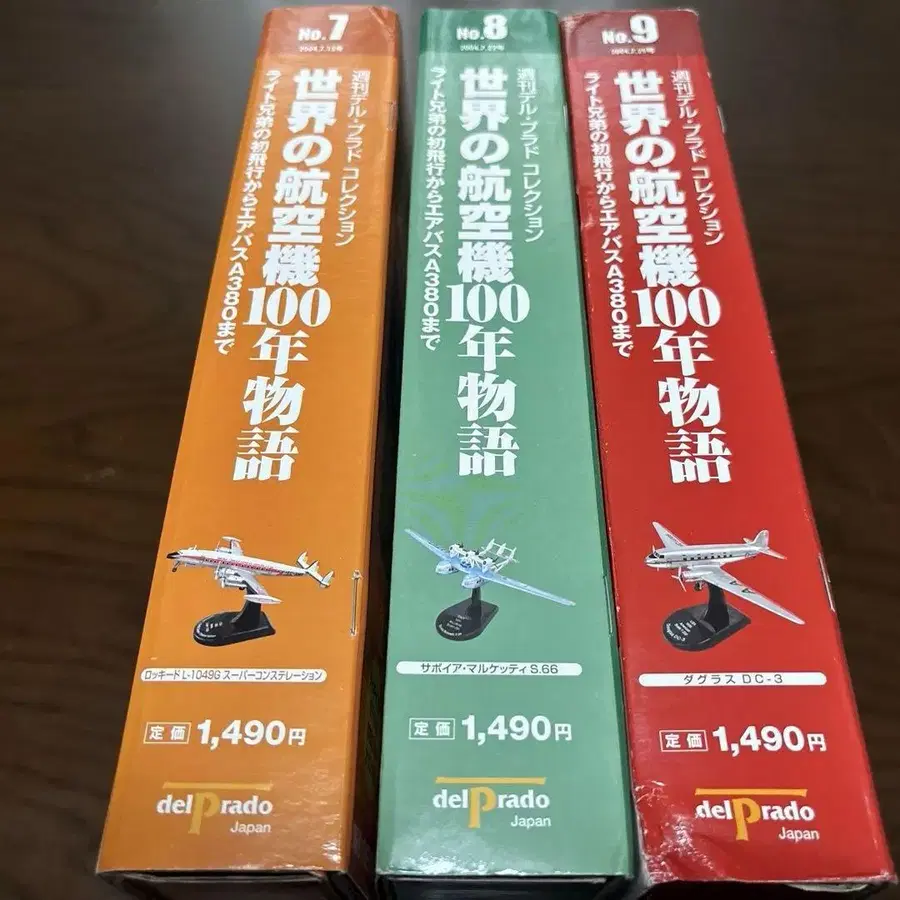 No.7
週刊デル・プラド コレクション
世界の航空機100年物語
ライト兄弟の初飛行からエアバスA380まで
ロッキード L-1049G スーパーコンステレーション
定価 1,490円
delPrado
Japan
No.8
週刊デル・プラド コレクション
世界の航空機100年物語
ライト兄弟の初飛行からエアバスA380まで
サボイア・マルケッティ S.66
定価 1,490円
delPrado
Japan
No.9
週刊デル・プラド コレクション
世界の航空機100年物語
ライト兄弟の初飛行からエアバスA380まで
ダグラス DC-3
定価 1,490円
delPrado
Japan